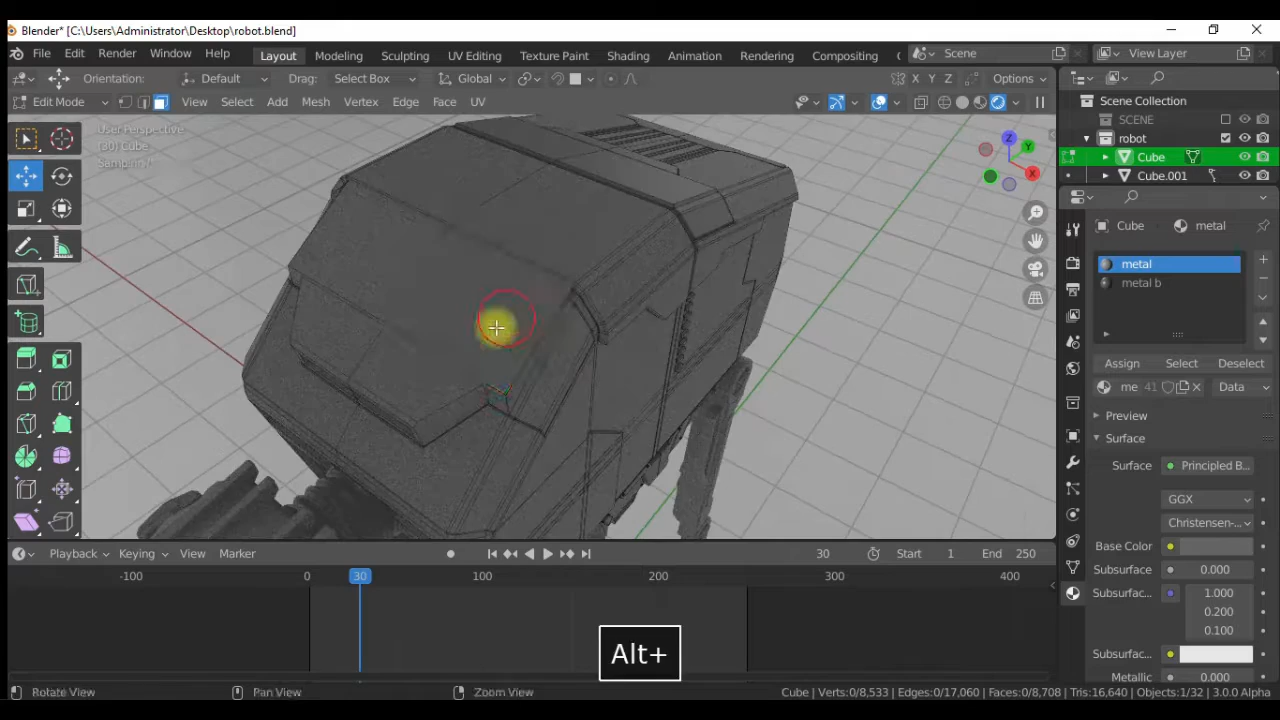 Blender* [C:\Users\Administrator\Desktop\robot.blend]
File Edit Render Window Help Layout Modeling Sculpting UV Editing Texture Paint Shading Animation Rendering Compositing Scene View Layer
Orientation: Default Drag: Select Box Global X Y Z Options
Edit Mode View Select Add Mesh Vertex Edge Face UV
Scene Collection
SCENE
robot
Cube
Cube.001
User Perspective
(30) Cube
Z
Y
X
Cube metal
metal
metal b
Assign Select Deselect
me 41 Data
Preview
Surface
Surface Principled B...
GGX
Christensen-...
Base Color
Subsurface 0.000
Subsurfac... 1.000
0.200
0.100
Subsurfac...
Metallic 0.000
Playback Keying View Marker 30 Start 1 End 250
-100 0 30 100 200 300 400
Alt+
Rotate View Pan View Zoom View Cube | Verts:0/8,533 | Edges:0/17,060 | Faces:0/8,708 | Tris:16,640 | Objects:1/32 | 3.0.0 Alpha